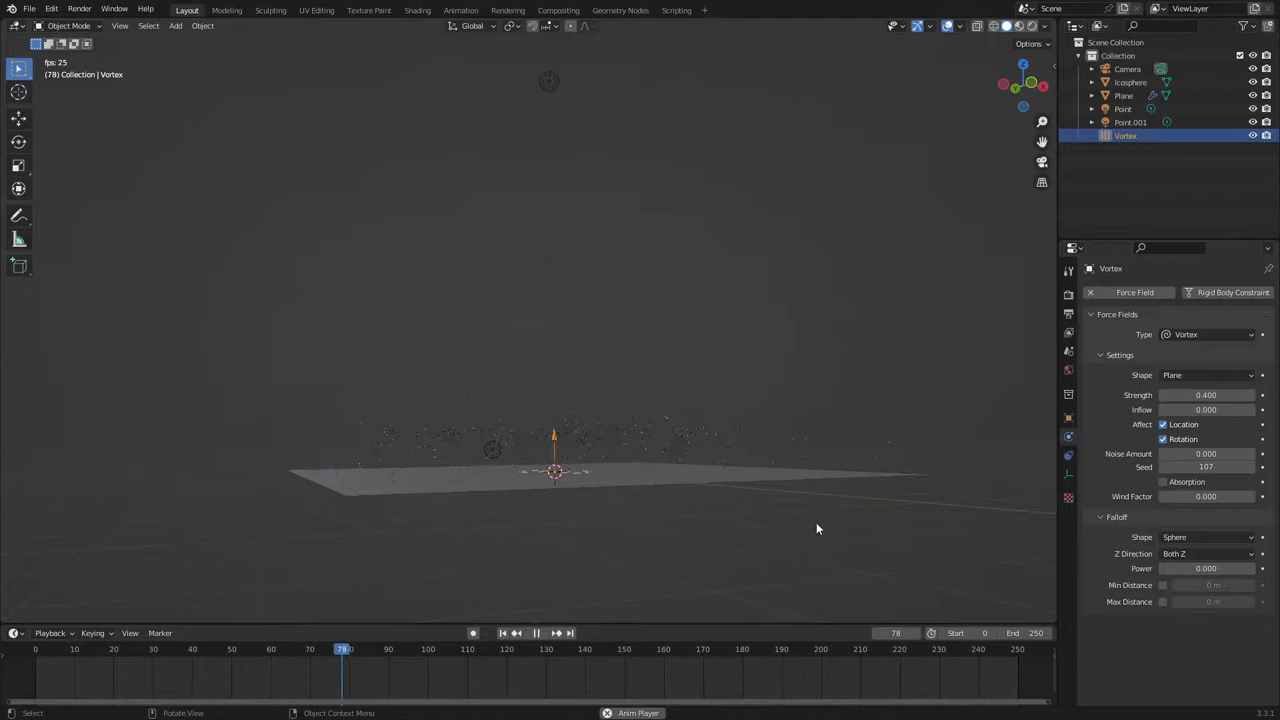 File Edit Render Window Help Layout Modeling Sculpting UV Editing Texture Paint Shading Animation Rendering Compositing Geometry Nodes Scripting Scene ViewLayer
Object Mode View Select Add Object Global
Options
fps: 25
(78) Collection | Vortex
Z
X
Y
Scene Collection
Collection
Camera
Icosphere
Plane
Point
Point.001
Vortex
Vortex
Force Field Rigid Body Constraint
Force Fields
Type Vortex
Settings
Shape Plane
Strength 0.400
Inflow 0.000
Affect Location
Rotation
Noise Amount 0.000
Seed 107
Absorption
Wind Factor 0.000
Falloff
Shape Sphere
Z Direction Both Z
Power 0.000
Min Distance 0 m
Max Distance 0 m
Playback Keying View Marker 78 Start 0 End 250
0 10 20 30 40 50 60 70 78 80 90 100 110 120 130 140 150 160 170 180 190 200 210 220 230 240 250
Select Rotate View Object Context Menu Anim Player 3.3.1